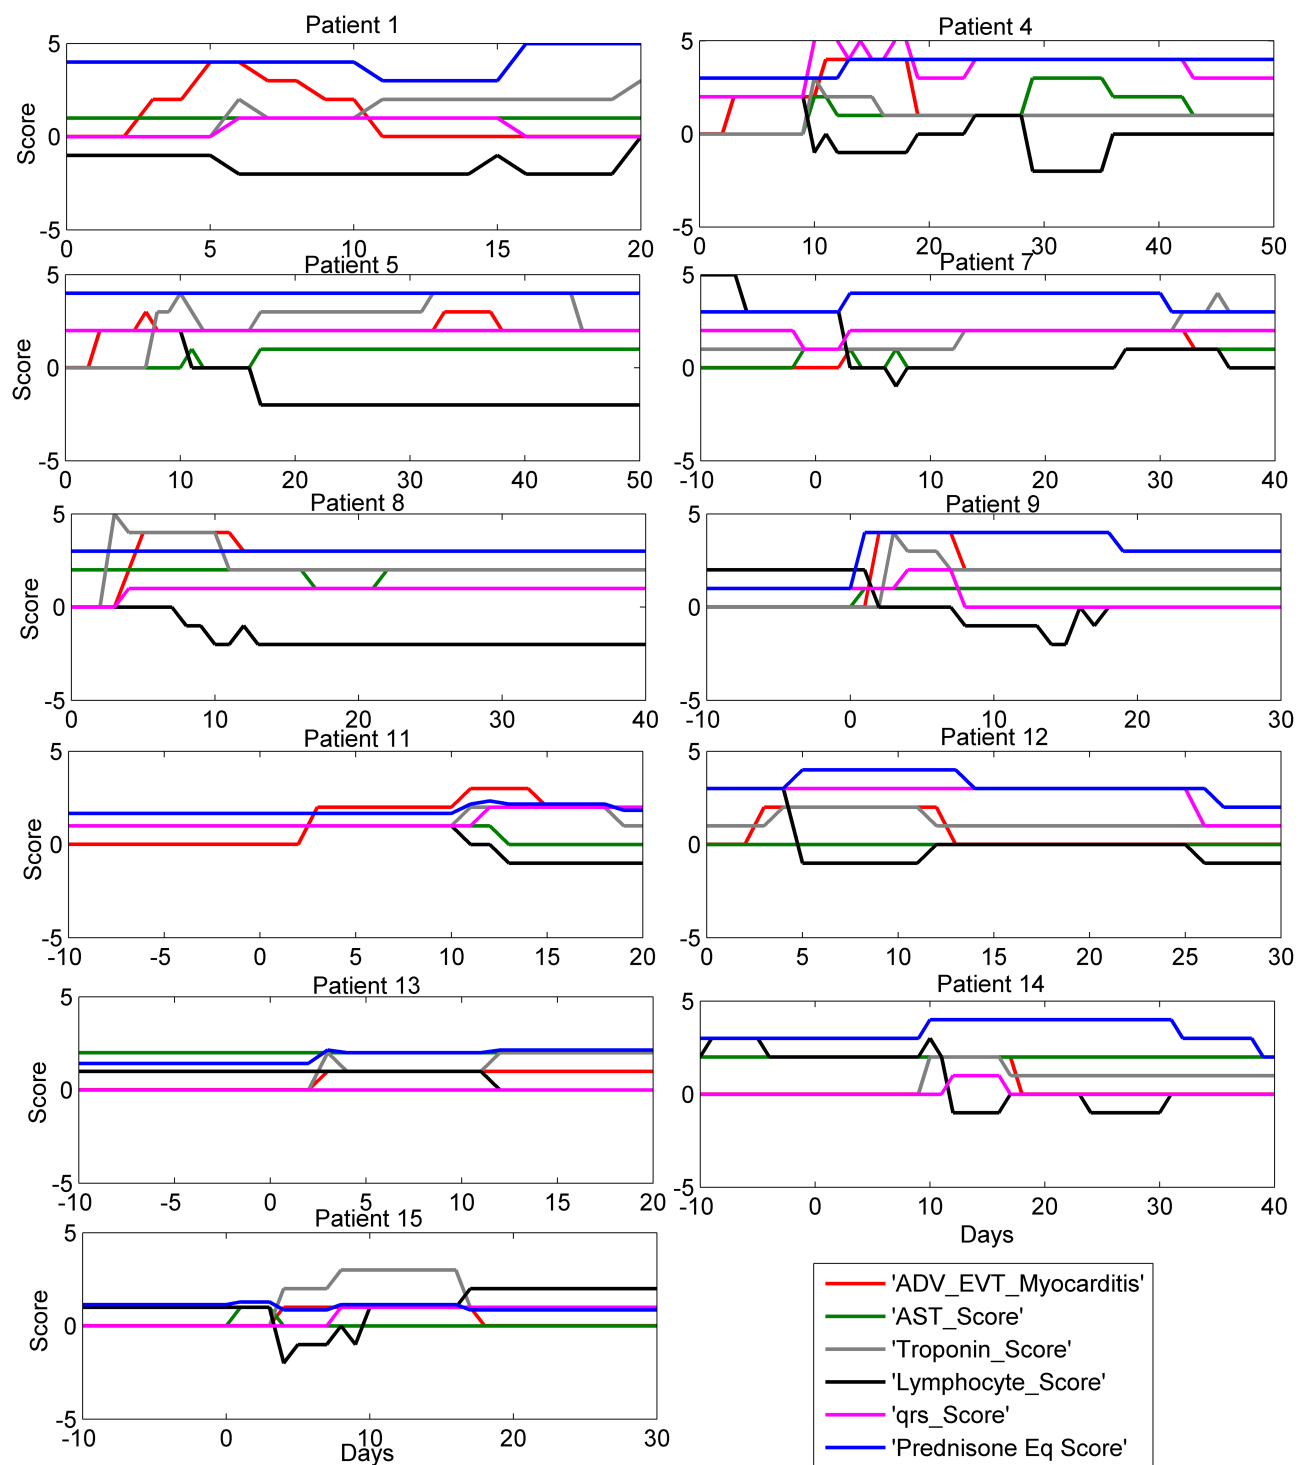 Patient 1
Patient 4
5
0
-5
Score
0 5 10 15 20
5
0
-5
0 10 20 30 40 50
Patient 5
Patient 7
5
0
-5
Score
0 10 20 30 40 50
5
0
-5
-10 0 10 20 30 40
Patient 8
Patient 9
5
0
-5
Score
0 10 20 30 40
5
0
-5
-10 0 10 20 30
Patient 11
Patient 12
5
0
-5
Score
-10 -5 0 5 10 15 20
5
0
-5
0 5 10 15 20 25 30
Patient 13
Patient 14
5
0
-5
Score
-10 -5 0 5 10 15 20
5
0
-5
-10 0 10 20 30 40
Days
Patient 15
5
0
-5
Score
-10 0 10 20 30
Days
'ADV_EVT_Myocarditis'
'AST_Score'
'Troponin_Score'
'Lymphocyte_Score'
'qrs_Score'
'Prednisone Eq Score'